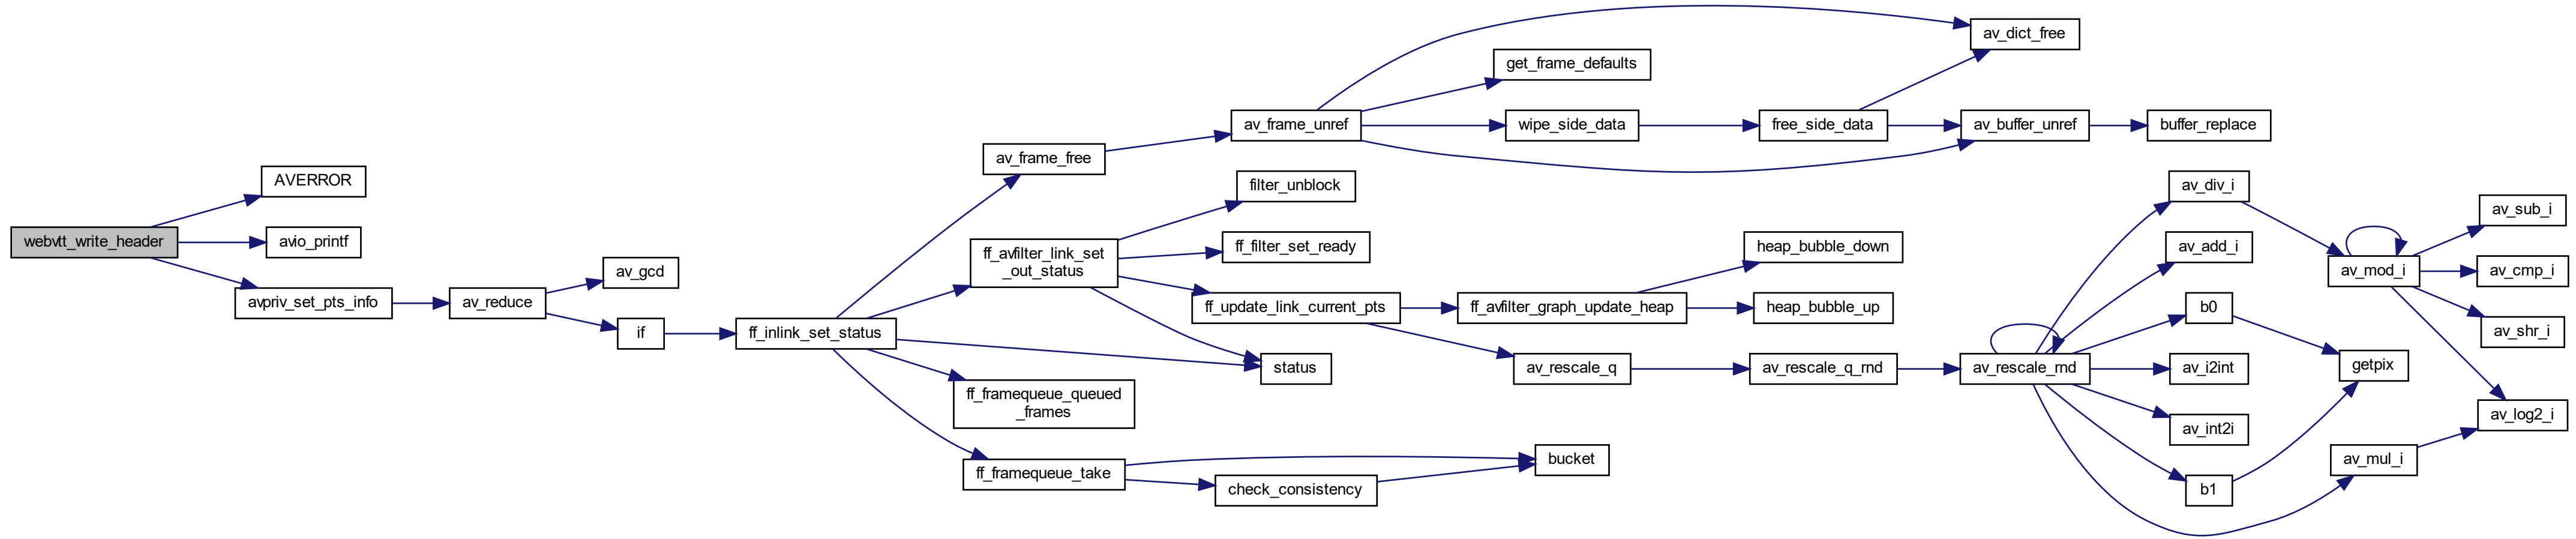 webvtt_write_header
AVERROR
avio_printf
avpriv_set_pts_info
av_reduce
av_gcd
if
ff_inlink_set_status
av_frame_free
ff_avfilter_link_set
_out_status
ff_framequeue_queued
_frames
ff_framequeue_take
av_frame_unref
filter_unblock
ff_filter_set_ready
ff_update_link_current_pts
status
check_consistency
get_frame_defaults
wipe_side_data
ff_avfilter_graph_update_heap
av_rescale_q
bucket
free_side_data
heap_bubble_down
heap_bubble_up
av_rescale_q_rnd
av_dict_free
av_buffer_unref
av_rescale_rnd
buffer_replace
av_div_i
av_add_i
b0
av_i2int
av_int2i
b1
av_mod_i
getpix
av_mul_i
av_sub_i
av_cmp_i
av_shr_i
av_log2_i